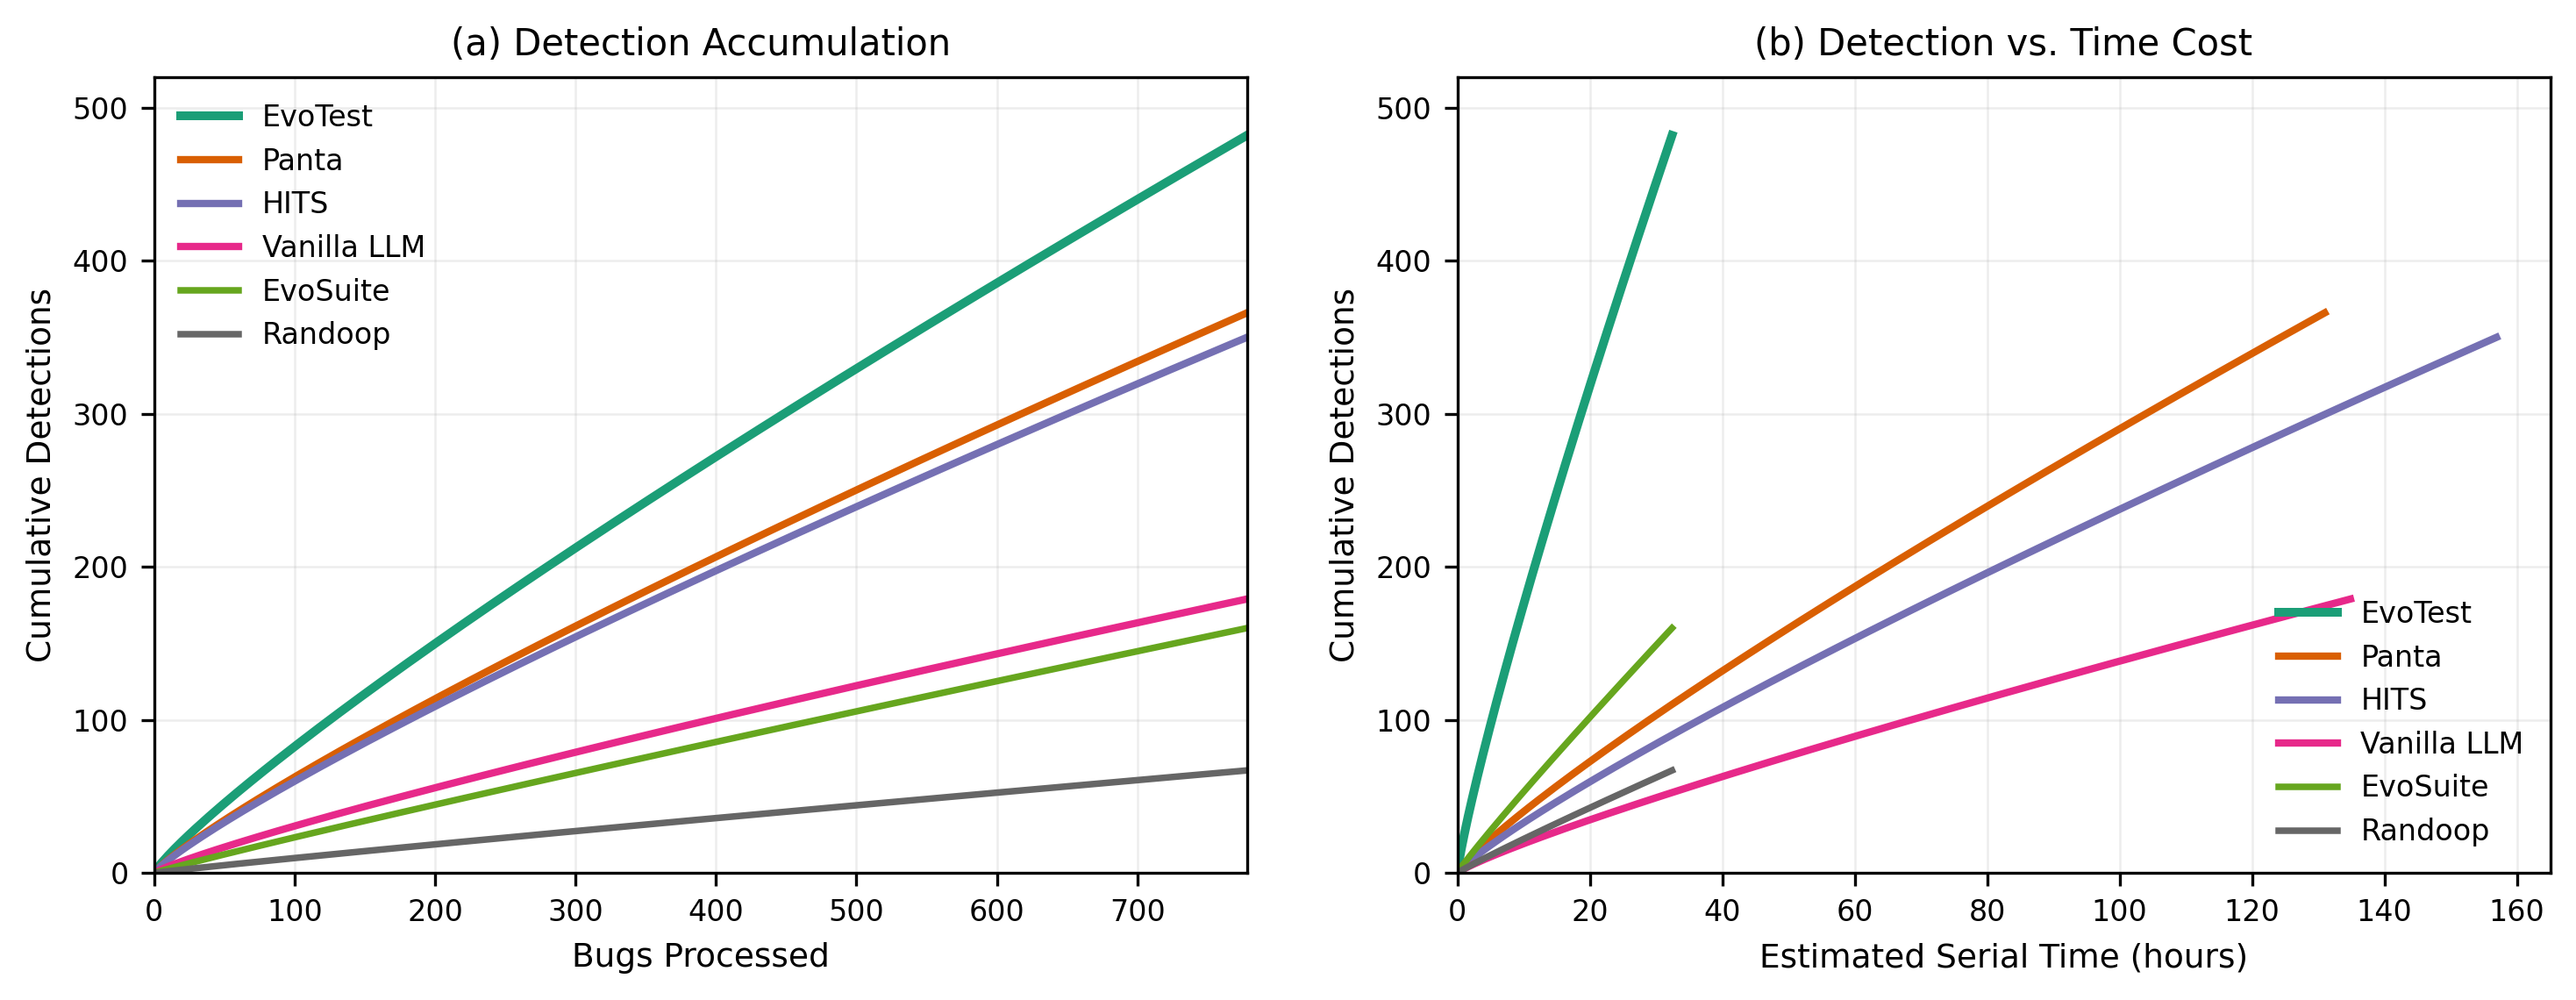 (a) Detection Accumulation
Cumulative Detections
500
400
300
200
100
0
EvoTest
Panta
HITS
Vanilla LLM
EvoSuite
Randoop
0 100 200 300 400 500 600 700
Bugs Processed
(b) Detection vs. Time Cost
Cumulative Detections
500
400
300
200
100
0
EvoTest
Panta
HITS
Vanilla LLM
EvoSuite
Randoop
0 20 40 60 80 100 120 140 160
Estimated Serial Time (hours)